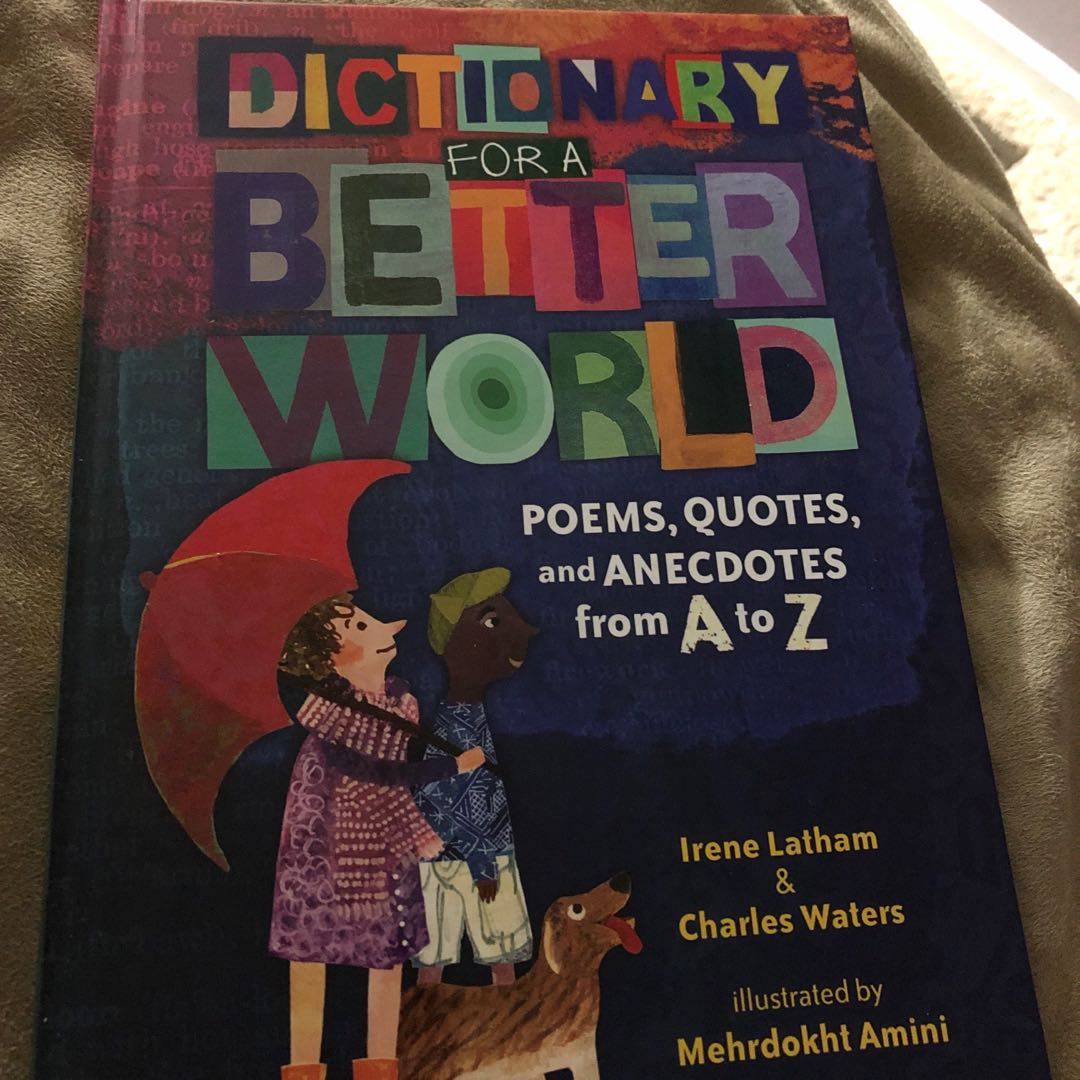 DICTIONARY
FOR A
BETTER
WORLD
POEMS, QUOTES,
and ANECDOTES
from A to Z
Irene Latham
&
Charles Waters
illustrated by
Mehrdokht Amini